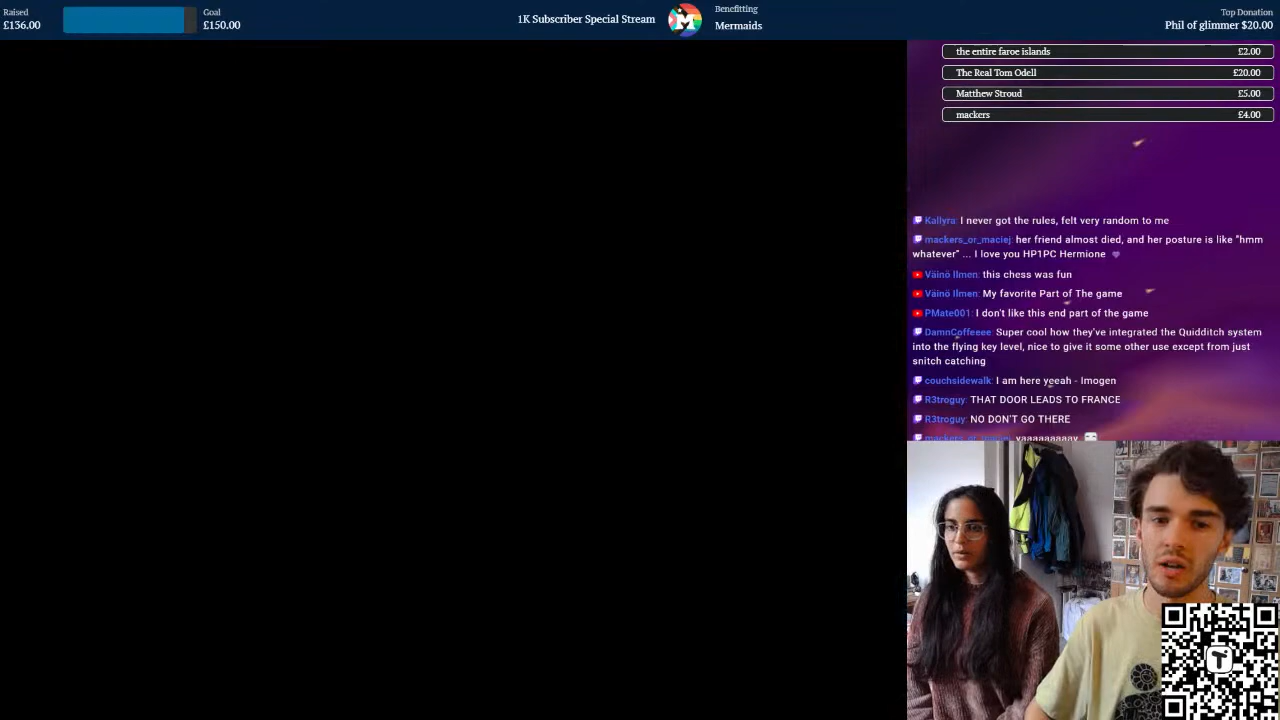 Raised
£136.00
Goal
£150.00
1K Subscriber Special Stream
M
Benefitting
Mermaids
Top Donation
Phil of glimmer $20.00
the entire faroe islands £2.00
The Real Tom Odell £20.00
Matthew Stroud £5.00
mackers £4.00
Kallyra: I never got the rules, felt very random to me
mackers_or_maciej: her friend almost died, and her posture is like "hmm
whatever" ... I love you HP1PC Hermione
Väinö Ilmen: this chess was fun
Väinö Ilmen: My favorite Part of The game
PMate001: I don't like this end part of the game
DamnCoffeeee: Super cool how they've integrated the Quidditch system
into the flying key level, nice to give it some other use except from just
snitch catching
couchsidewalk: I am here yeeah - Imogen
R3troguy: THAT DOOR LEADS TO FRANCE
R3troguy: NO DON'T GO THERE
mackers_or_maciej: yaaaaaaaaay
T